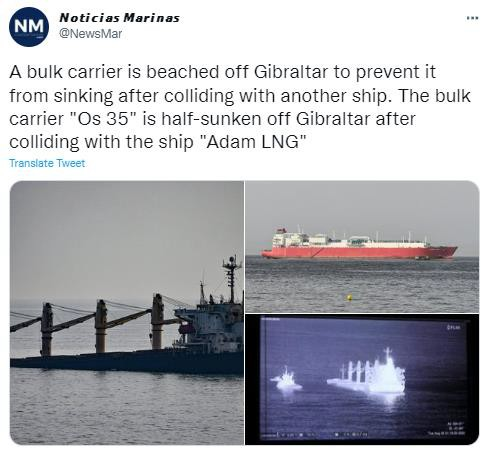 NM
Noticias Marinas
@NewsMar
A bulk carrier is beached off Gibraltar to prevent it
from sinking after colliding with another ship. The bulk
carrier "Os 35" is half-sunken off Gibraltar after
colliding with the ship "Adam LNG"
Translate Tweet